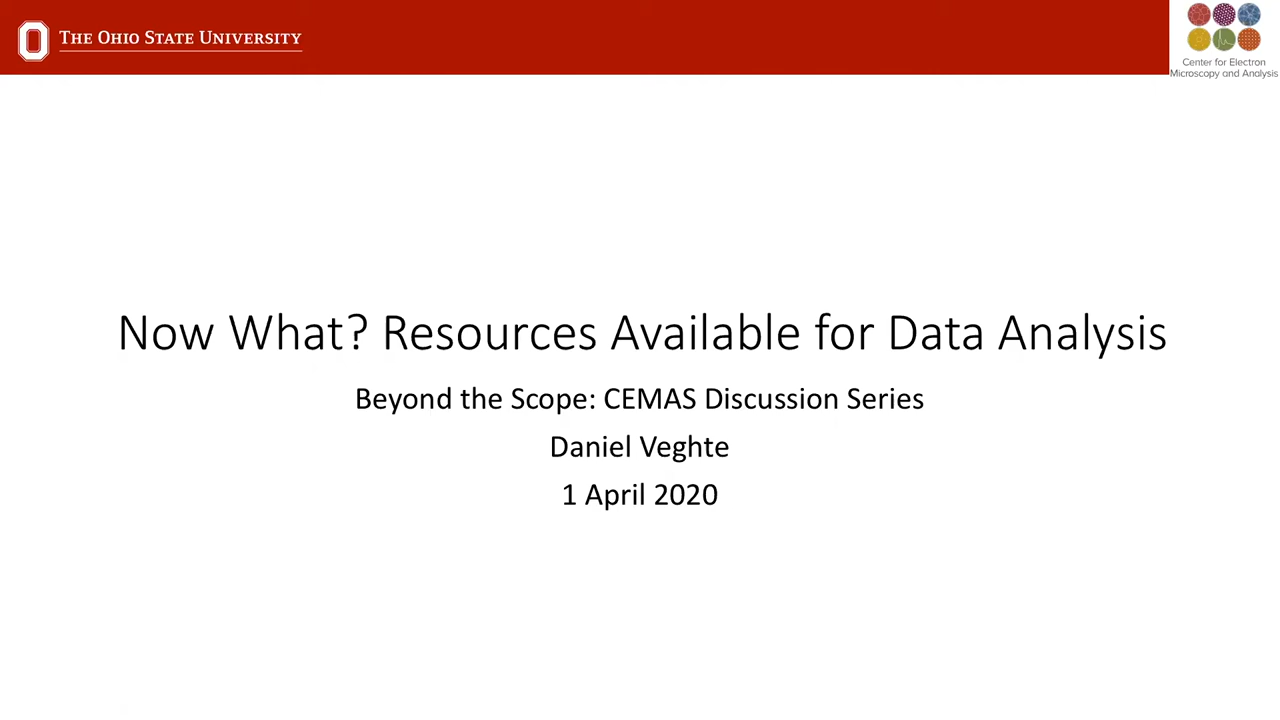 THE OHIO STATE UNIVERSITY
Center for Electron
Microscopy and Analysis
Now What? Resources Available for Data Analysis
Beyond the Scope: CEMAS Discussion Series
Daniel Veghte
1 April 2020